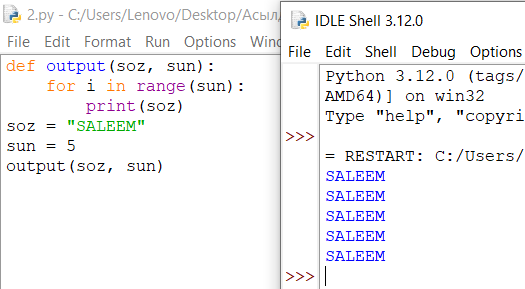 2.py - C:/Users/Lenovo/Desktop/Асыл
File Edit Format Run Options
def output(soz, sun):
    for i in range(sun):
        print(soz)
soz = "SALEEM"
sun = 5
output(soz, sun)
IDLE Shell 3.12.0
File Edit Shell Debug Options
Python 3.12.0 (tags/
AMD64)] on win32
Type "help", "copyri
>>>
= RESTART: C:/Users/
SALEEM
SALEEM
SALEEM
SALEEM
SALEEM
>>>